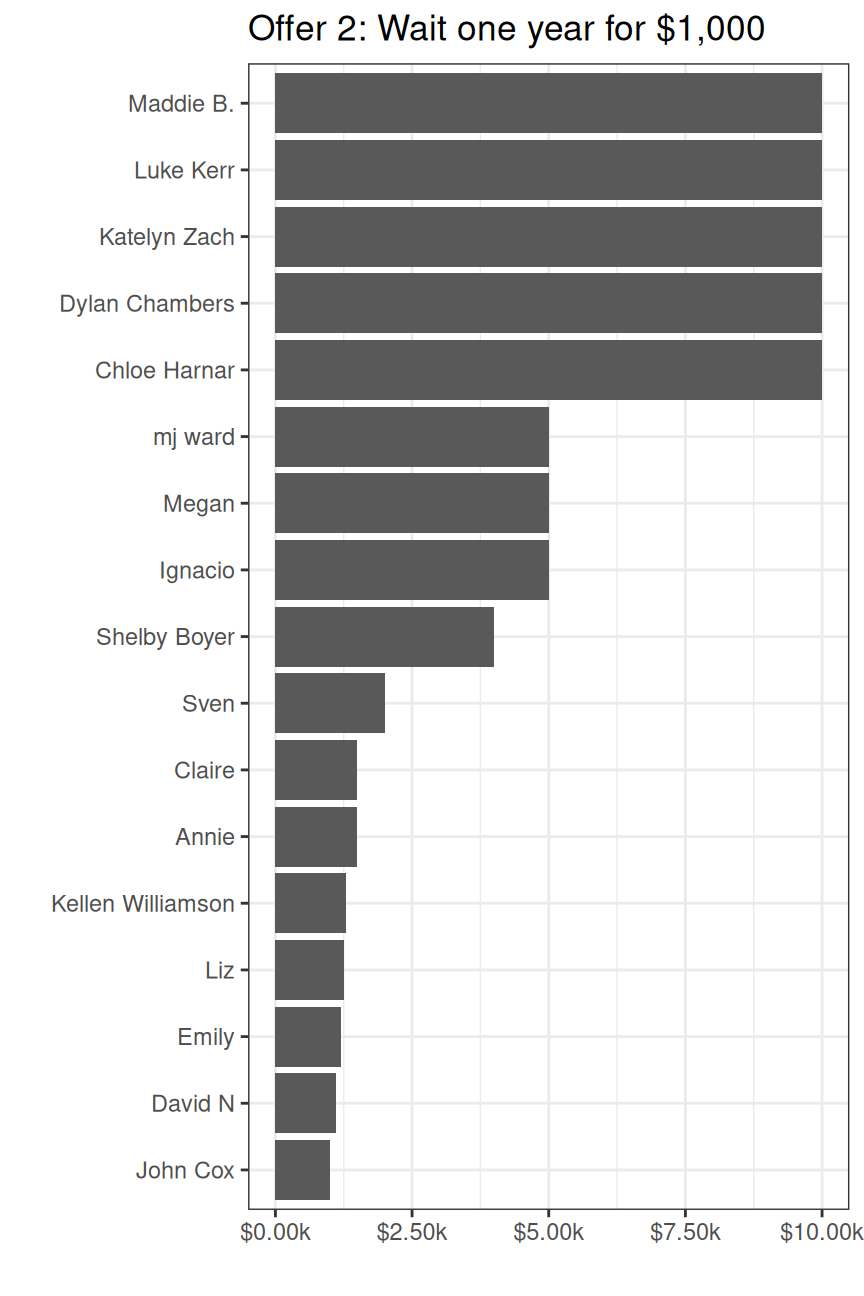 Offer 2: Wait one year for $1,000
Maddie B.
Luke Kerr
Katelyn Zach
Dylan Chambers
Chloe Harnar
mj ward
Megan
Ignacio
Shelby Boyer
Sven
Claire
Annie
Kellen Williamson
Liz
Emily
David N
John Cox
$0.00k $2.50k $5.00k $7.50k $10.00k